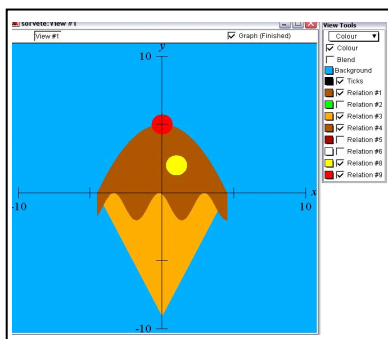 sorvete: View #1
View #1
Graph (Finished)
y
10
-10
10
x
-10
View Tools
Colour
Colour
Blend
Background
Ticks
Relation #1
Relation #2
Relation #3
Relation #4
Relation #5
Relation #6
Relation #8
Relation #9